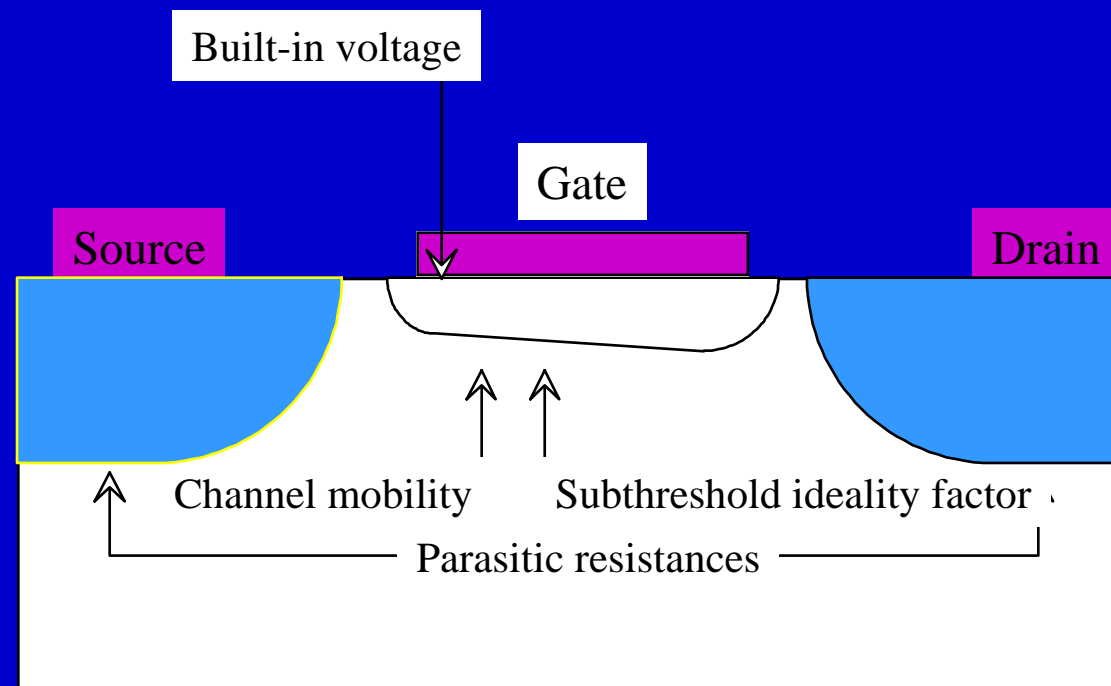 Built-in voltage
Gate
Source
Drain
Channel mobility
Subthreshold ideality factor
Parasitic resistances